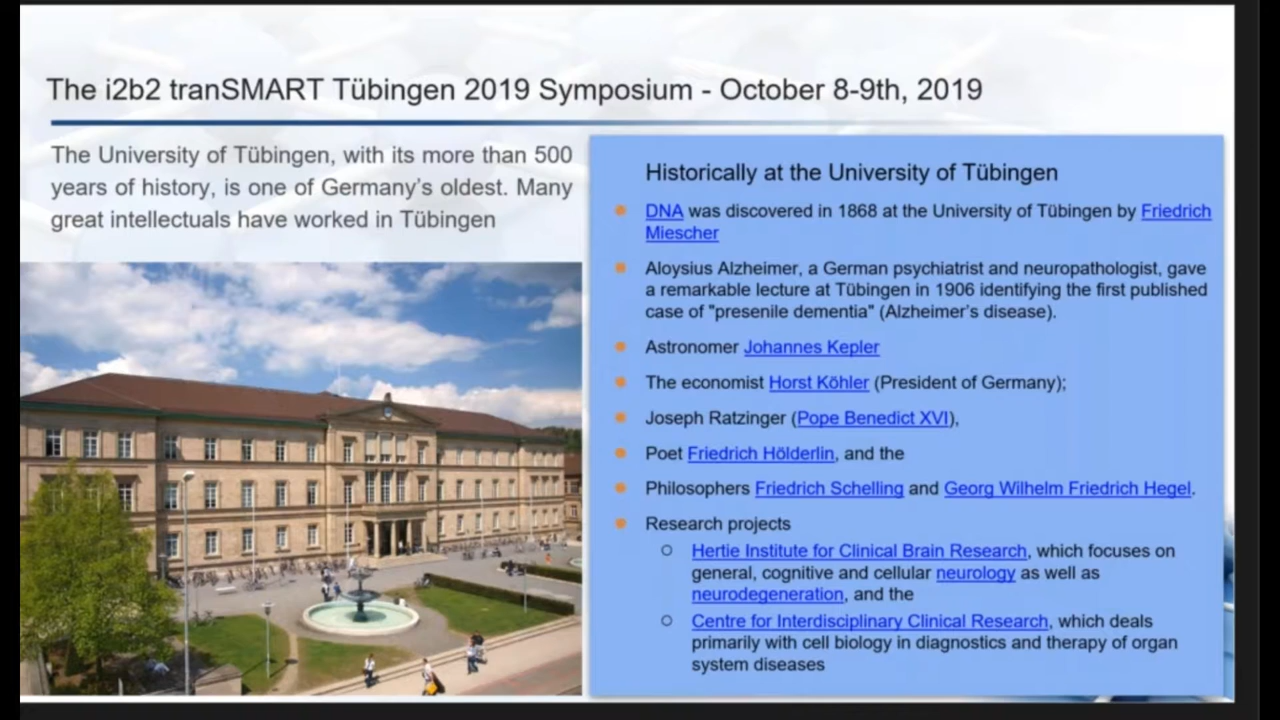 The i2b2 tranSMART Tübingen 2019 Symposium - October 8-9th, 2019
The University of Tübingen, with its more than 500
years of history, is one of Germany's oldest. Many
great intellectuals have worked in Tübingen
Historically at the University of Tübingen
DNA was discovered in 1868 at the University of Tübingen by Friedrich
Miescher
Aloysius Alzheimer, a German psychiatrist and neuropathologist, gave
a remarkable lecture at Tübingen in 1906 identifying the first published
case of "presenile dementia" (Alzheimer's disease).
Astronomer Johannes Kepler
The economist Horst Köhler (President of Germany);
Joseph Ratzinger (Pope Benedict XVI),
Poet Friedrich Hölderlin, and the
Philosophers Friedrich Schelling and Georg Wilhelm Friedrich Hegel.
Research projects
Hertie Institute for Clinical Brain Research, which focuses on
general, cognitive and cellular neurology as well as
neurodegeneration, and the
Centre for Interdisciplinary Clinical Research, which deals
primarily with cell biology in diagnostics and therapy of organ
system diseases